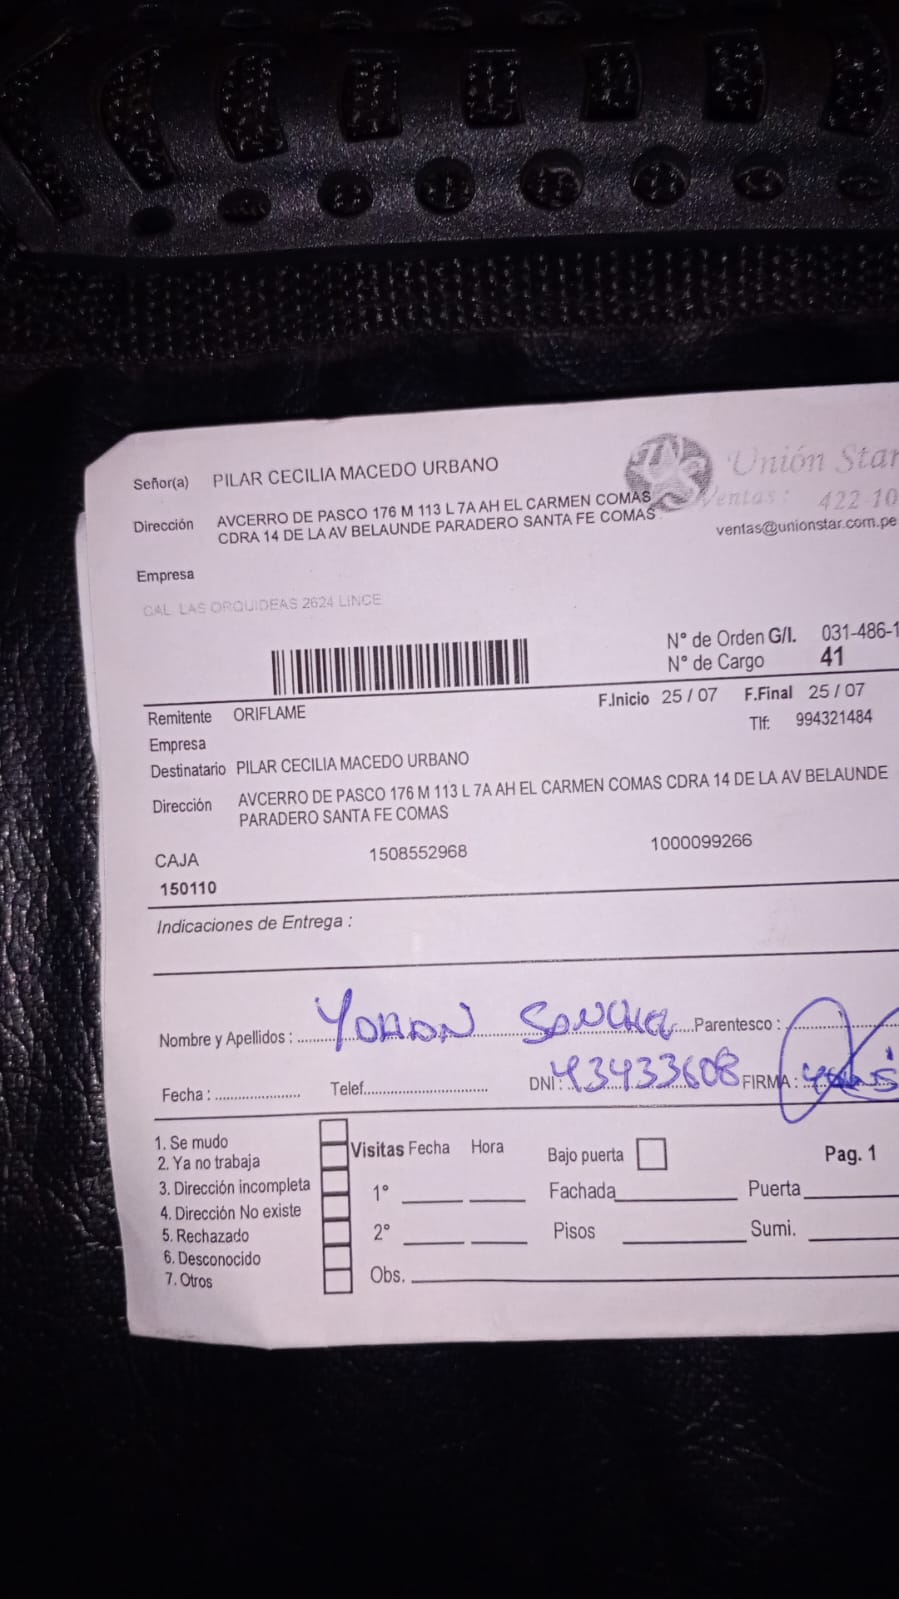 Señor(a) PILAR CECILIA MACEDO URBANO
Unión Star
Dirección AVCERRO DE PASCO 176 M 113 L 7A AH EL CARMEN COMAS
CDRA 14 DE LA AV BELAUNDE PARADERO SANTA FE COMAS
Ventas: 422-10
ventas@unionstar.com.pe
Empresa
CAL. LAS ORQUIDEAS 2624 LINCE
N° de Orden G/I. 031-486-1
N° de Cargo 41
Remitente ORIFLAME
F.Inicio 25 / 07 F.Final 25 / 07
Empresa
Tlf: 994321484
Destinatario PILAR CECILIA MACEDO URBANO
Dirección AVCERRO DE PASCO 176 M 113 L 7A AH EL CARMEN COMAS CDRA 14 DE LA AV BELAUNDE
PARADERO SANTA FE COMAS
CAJA 1508552968 1000099266
150110
Indicaciones de Entrega :
Nombre y Apellidos : Parentesco :
Fecha : Telef. DNI: 43433608 FIRMA :
1. Se mudo
2. Ya no trabaja
3. Dirección incompleta
4. Dirección No existe
5. Rechazado
6. Desconocido
7. Otros
Visitas Fecha Hora
1°
2°
Obs.
Bajo puerta
Pag. 1
Fachada Puerta
Pisos Sumi.